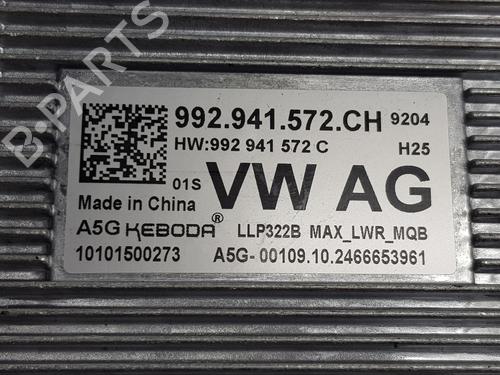 B-Parts
992.941.572.CH 9204
HW:992 941 572 C H25
01S VW AG
Made in China
A5G KEBODA® LLP322B MAX_LWR_MQB
10101500273 A5G- 00109.10.2466653961